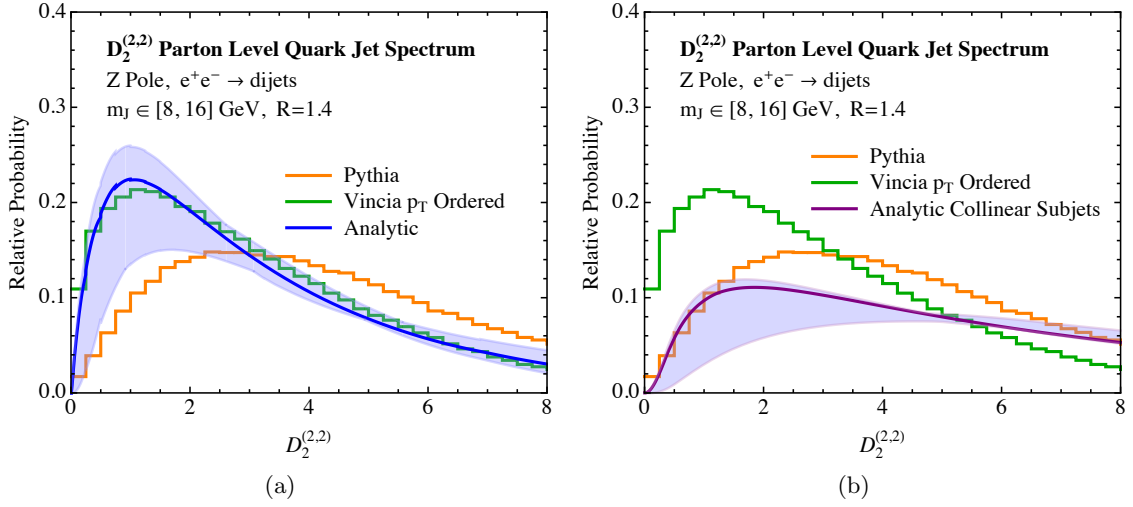 D₂^(2,2) Parton Level Quark Jet Spectrum
Z Pole, e⁺e⁻ → dijets
m_J ∈ [8, 16] GeV, R=1.4
Pythia
Vincia p_T Ordered
Analytic
Relative Probability
0.4
0.3
0.2
0.1
0.0
0 2 4 6 8
D₂^(2,2)
(a)
D₂^(2,2) Parton Level Quark Jet Spectrum
Z Pole, e⁺e⁻ → dijets
m_J ∈ [8, 16] GeV, R=1.4
Pythia
Vincia p_T Ordered
Analytic Collinear Subjets
Relative Probability
0.4
0.3
0.2
0.1
0.0
0 2 4 6 8
D₂^(2,2)
(b)